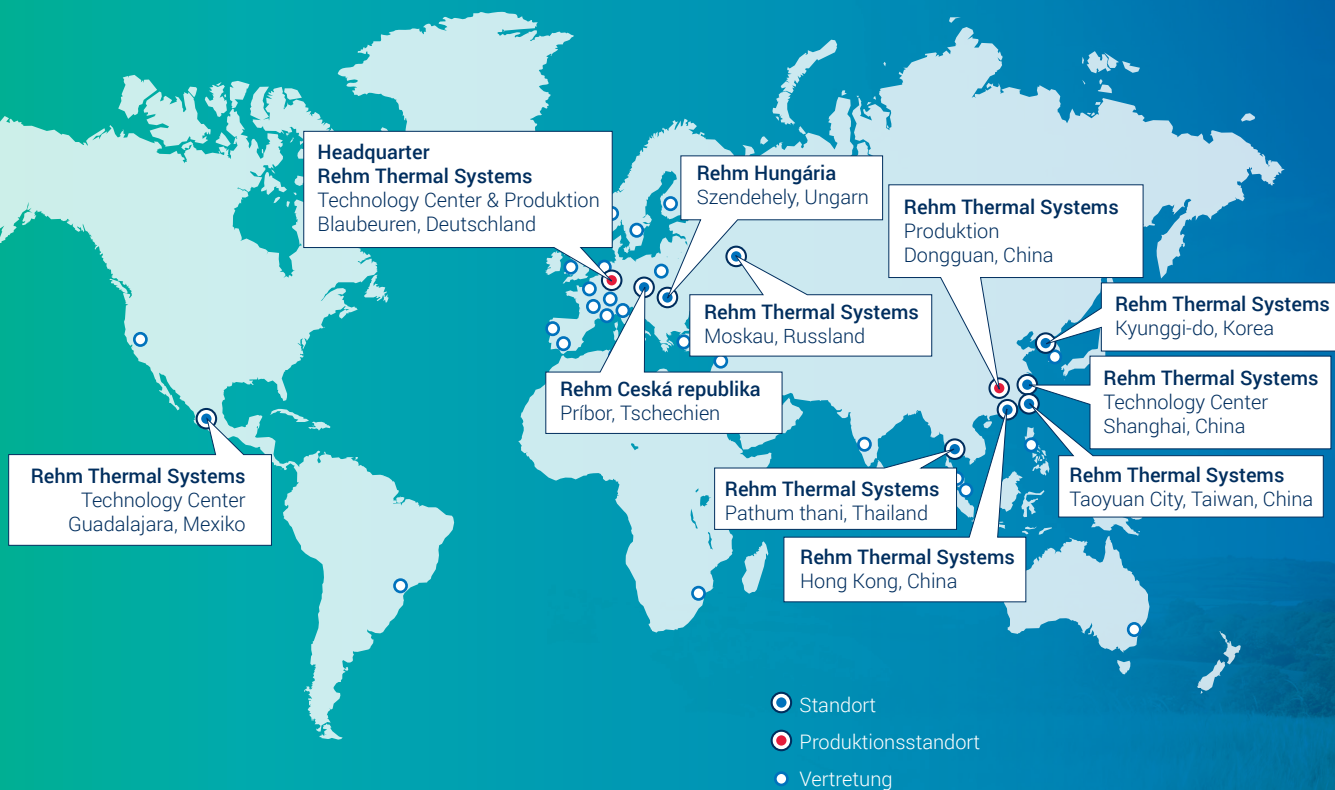 Headquarter
Rehm Thermal Systems
Technology Center & Produktion
Blaubeuren, Deutschland
Rehm Hungária
Szendehely, Ungarn
Rehm Thermal Systems
Produktion
Dongguan, China
Rehm Thermal Systems
Moskau, Russland
Rehm Thermal Systems
Kyunggi-do, Korea
Rehm Ceská republika
Príbor, Tschechien
Rehm Thermal Systems
Technology Center
Shanghai, China
Rehm Thermal Systems
Technology Center
Guadalajara, Mexiko
Rehm Thermal Systems
Pathum thani, Thailand
Rehm Thermal Systems
Taoyuan City, Taiwan, China
Rehm Thermal Systems
Hong Kong, China
Standort
Produktionsstandort
Vertretung